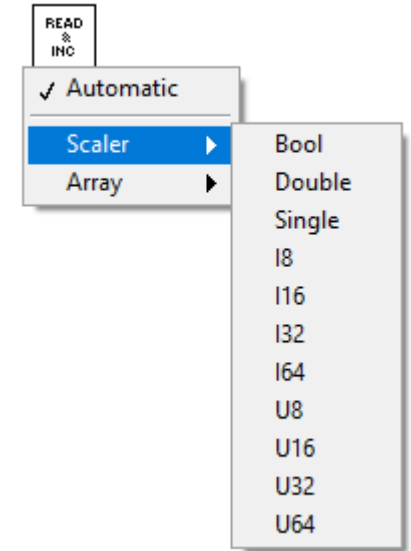 READ
&
INC
✓ Automatic
Scaler
Array
Bool
Double
Single
I8
I16
I32
I64
U8
U16
U32
U64